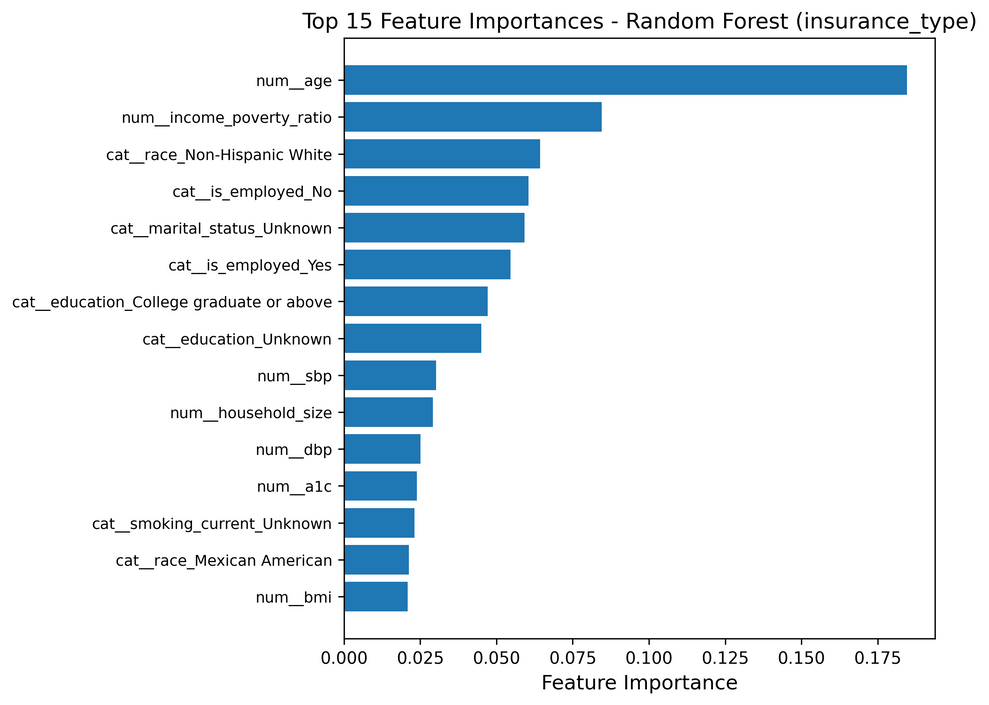 Top 15 Feature Importances - Random Forest (insurance_type)
num__age
num__income_poverty_ratio
cat__race_Non-Hispanic White
cat__is_employed_No
cat__marital_status_Unknown
cat__is_employed_Yes
cat__education_College graduate or above
cat__education_Unknown
num__sbp
num__household_size
num__dbp
num__a1c
cat__smoking_current_Unknown
cat__race_Mexican American
num__bmi
0.000 0.025 0.050 0.075 0.100 0.125 0.150 0.175
Feature Importance